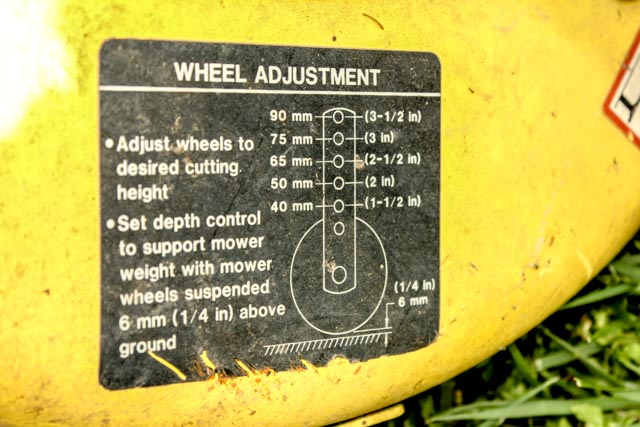 WHEEL ADJUSTMENT
90 mm (3-1/2 in)
75 mm (3 in)
65 mm (2-1/2 in)
50 mm (2 in)
40 mm (1-1/2 in)
• Adjust wheels to
desired cutting
height
• Set depth control
to support mower
weight with mower
wheels suspended
6 mm (1/4 in) above
ground
(1/4 in)
6 mm